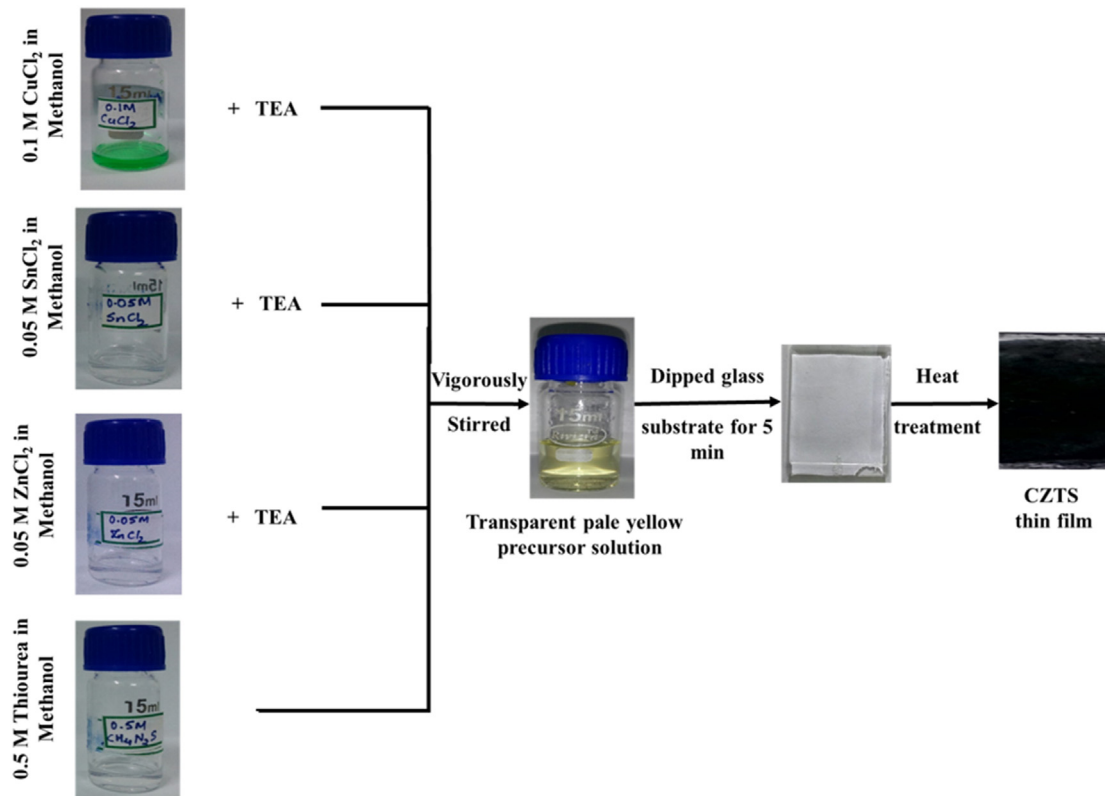 0.1 M CuCl₂ in
Methanol
15ml
0.1M
CuCl₂
+ TEA
0.05 M SnCl₂ in
Methanol
15ml
0.05M
SnCl₂
+ TEA
0.05 M ZnCl₂ in
Methanol
15ml
0.05M
ZnCl₂
+ TEA
0.5 M Thiourea in
Methanol
15ml
0.5M
CH₄N₂S
Vigorously
Stirred
15ml
Transparent pale yellow
precursor solution
Dipped glass
substrate for 5
min
Heat
treatment
CZTS
thin film